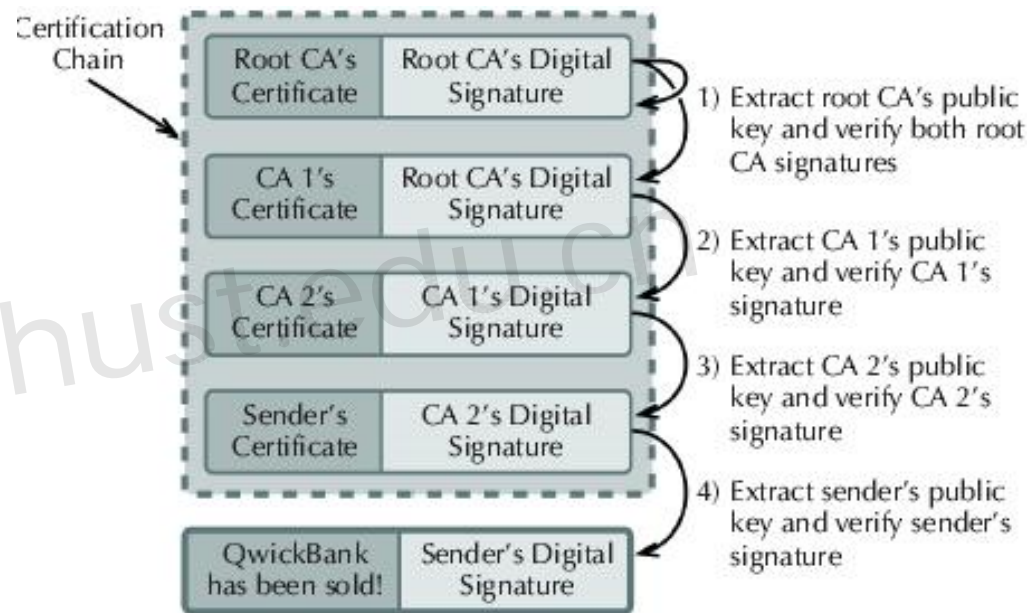 Certification
Chain
Root CA's
Certificate
Root CA's Digital
Signature
1) Extract root CA's public
key and verify both root
CA signatures
CA 1's
Certificate
Root CA's Digital
Signature
2) Extract CA 1's public
key and verify CA 1's
signature
CA 2's
Certificate
CA 1's Digital
Signature
3) Extract CA 2's public
key and verify CA 2's
signature
Sender's
Certificate
CA 2's Digital
Signature
4) Extract sender's public
key and verify sender's
signature
QwickBank
has been sold!
Sender's Digital
Signature
hust.edu.cn